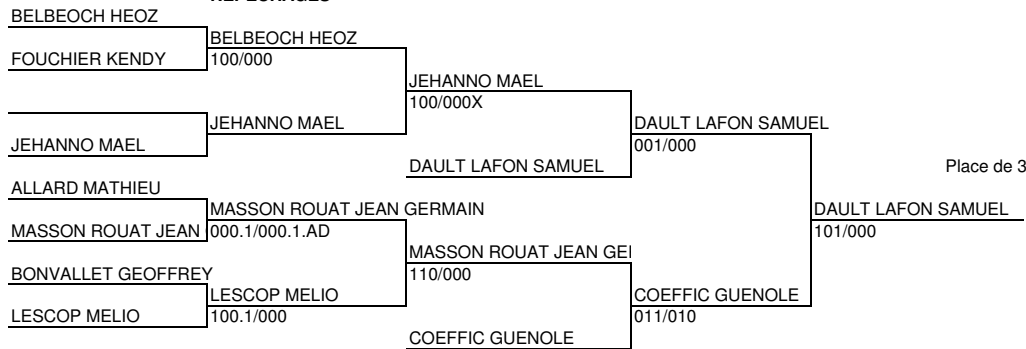 BELBEOCH HEOZ
BELBEOCH HEOZ
FOUCHIER KENDY
100/000
JEHANNO MAEL
100/000X
JEHANNO MAEL
DAULT LAFON SAMUEL
JEHANNO MAEL
001/000
DAULT LAFON SAMUEL
Place de 3
ALLARD MATHIEU
MASSON ROUAT JEAN GERMAIN
DAULT LAFON SAMUEL
MASSON ROUAT JEAN
000.1/000.1.AD
101/000
MASSON ROUAT JEAN GE
BONVALLET GEOFFREY
110/000
LESCOP MELIO
COEFFIC GUENOLE
LESCOP MELIO
100.1/000
011/010
COEFFIC GUENOLE